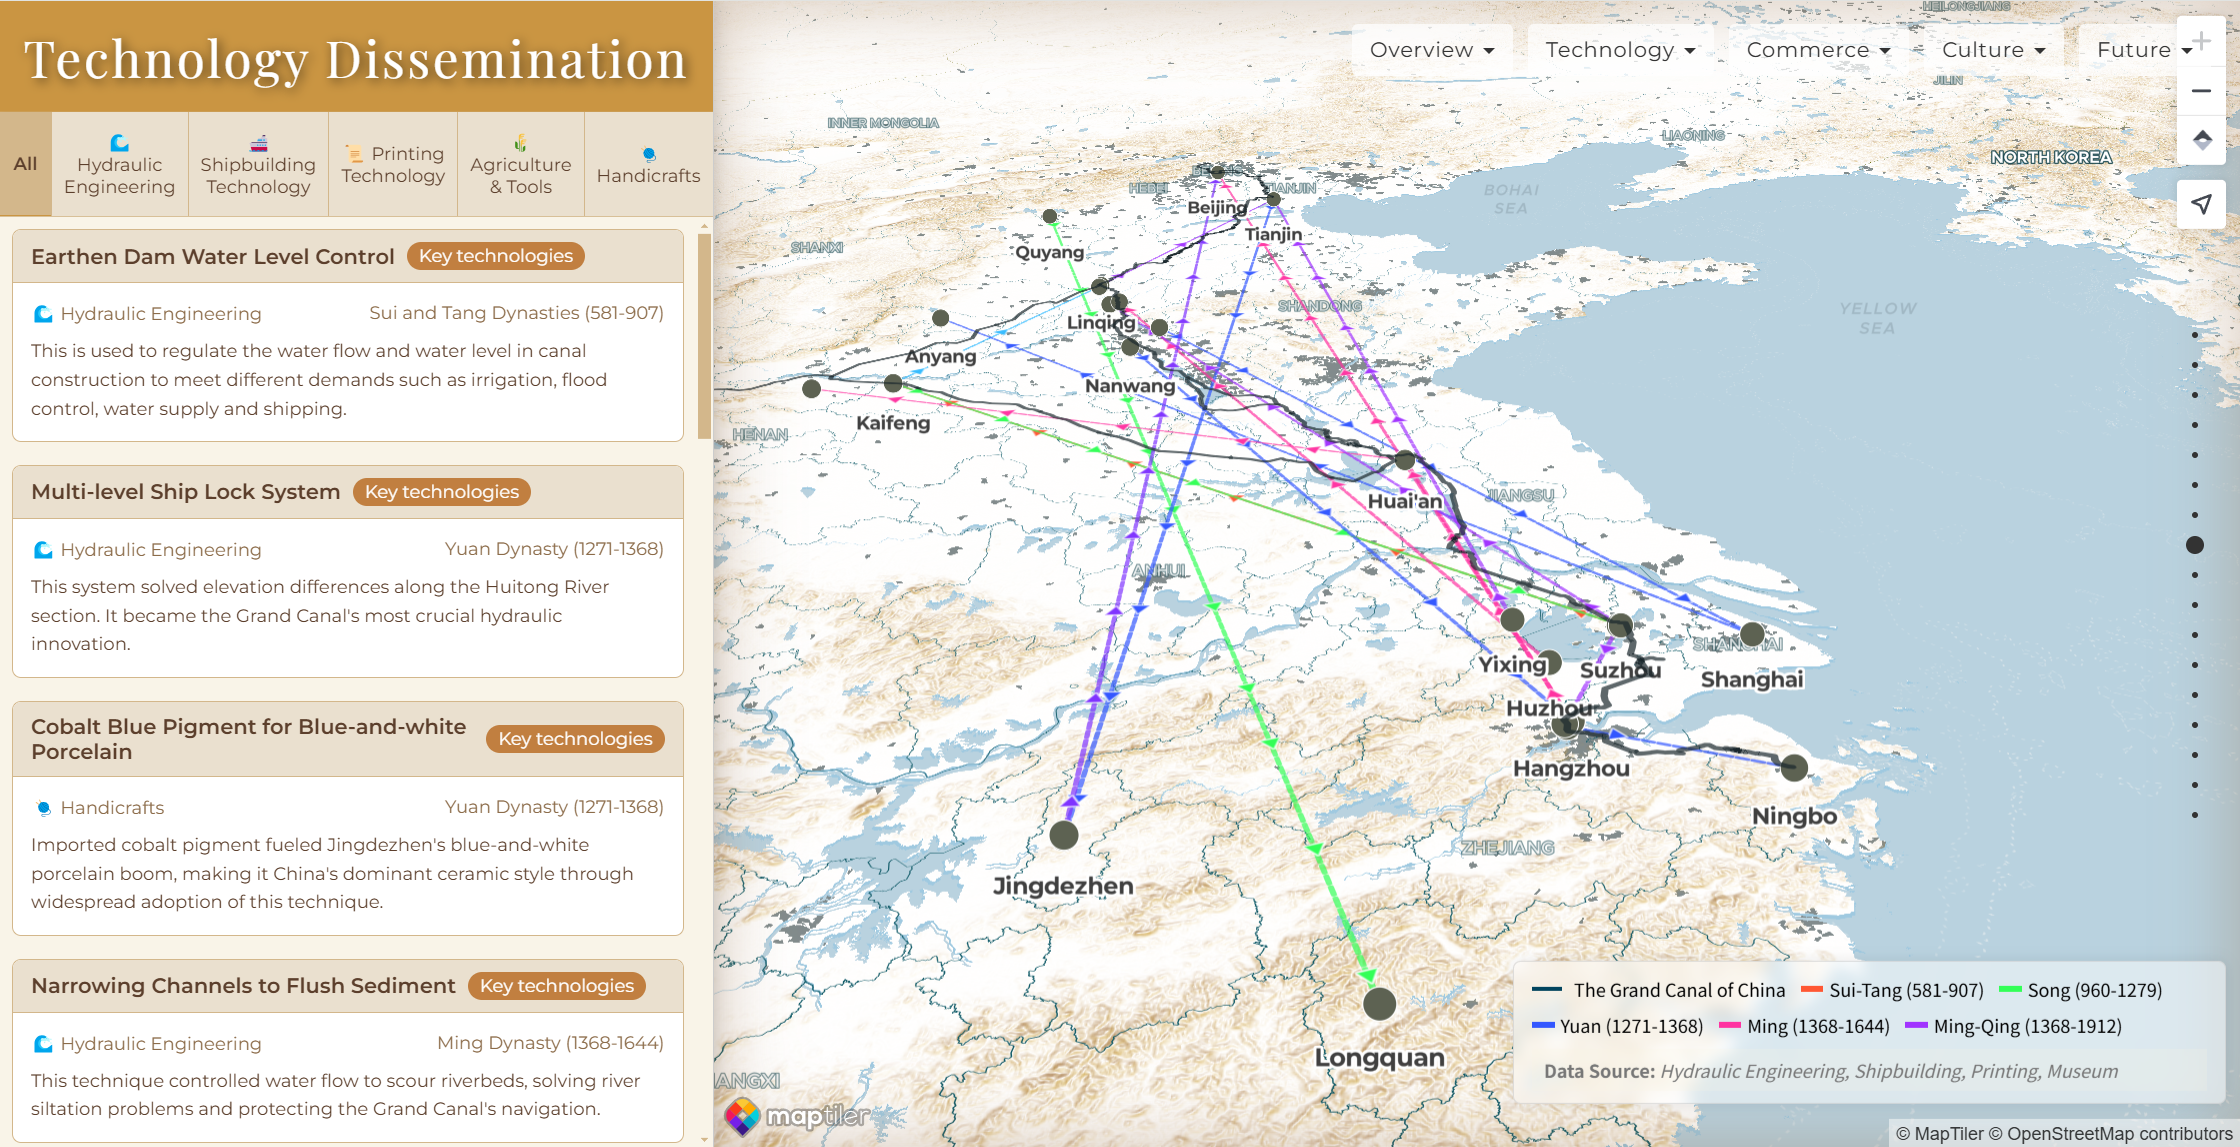 Technology Dissemination
All
Hydraulic
Engineering
Shipbuilding
Technology
Printing
Technology
Agriculture
& Tools
Handicrafts
Earthen Dam Water Level Control
Key technologies
Hydraulic Engineering
Sui and Tang Dynasties (581-907)
This is used to regulate the water flow and water level in canal
construction to meet different demands such as irrigation, flood
control, water supply and shipping.
Multi-level Ship Lock System
Key technologies
Hydraulic Engineering
Yuan Dynasty (1271-1368)
This system solved elevation differences along the Huitong River
section. It became the Grand Canal's most crucial hydraulic
innovation.
Cobalt Blue Pigment for Blue-and-white
Porcelain
Key technologies
Handicrafts
Yuan Dynasty (1271-1368)
Imported cobalt pigment fueled Jingdezhen's blue-and-white
porcelain boom, making it China's dominant ceramic style through
widespread adoption of this technique.
Narrowing Channels to Flush Sediment
Key technologies
Hydraulic Engineering
Ming Dynasty (1368-1644)
This technique controlled water flow to scour riverbeds, solving river
siltation problems and protecting the Grand Canal's navigation.
Overview
Technology
Commerce
Culture
Future
HEILONGJIANG
JILIN
INNER MONGOLIA
LIAONING
NORTH KOREA
HEBEI
TIANJIN
BOHAI
SEA
Beijing
Tianjin
Quyang
SHANXI
SHANDONG
YELLOW
SEA
Linqing
Anyang
Nanwang
Kaifeng
HENAN
Huai'an
JIANGSU
ANHUI
Yixing
Suzhou
SHANGHAI
Shanghai
Huzhou
Hangzhou
Ningbo
ZHEJIANG
Jingdezhen
Longquan
ANGXI
maptiler
The Grand Canal of China
Sui-Tang (581-907)
Song (960-1279)
Yuan (1271-1368)
Ming (1368-1644)
Ming-Qing (1368-1912)
Data Source: Hydraulic Engineering, Shipbuilding, Printing, Museum
© MapTiler © OpenStreetMap contributors